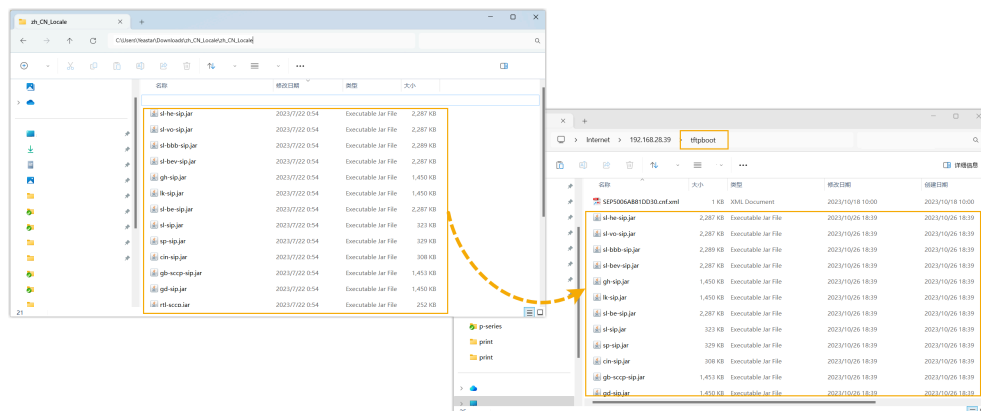 zh_CN_Locale
C:\Users\Yeastar\Downloads\zh_CN_Locale\zh_CN_Locale
名称 修改日期 类型 大小
sl-he-sip.jar 2023/7/22 0:54 Executable Jar File 2,287 KB
sl-vo-sip.jar 2023/7/22 0:54 Executable Jar File 2,287 KB
sl-bbb-sip.jar 2023/7/22 0:54 Executable Jar File 2,289 KB
sl-bev-sip.jar 2023/7/22 0:54 Executable Jar File 2,287 KB
gh-sip.jar 2023/7/22 0:54 Executable Jar File 1,450 KB
lk-sip.jar 2023/7/22 0:54 Executable Jar File 1,450 KB
sl-be-sip.jar 2023/7/22 0:54 Executable Jar File 2,287 KB
sl-sip.jar 2023/7/22 0:54 Executable Jar File 323 KB
sp-sip.jar 2023/7/22 0:54 Executable Jar File 329 KB
cin-sip.jar 2023/7/22 0:54 Executable Jar File 308 KB
gb-sccp-sip.jar 2023/7/22 0:54 Executable Jar File 1,453 KB
gd-sip.jar 2023/7/22 0:54 Executable Jar File 1,450 KB
rtl-sccp.jar 2023/7/22 0:54 Executable Jar File 252 KB
21
Internet 192.168.28.39 tftpboot
详细信息
名称 大小 类型 修改日期 创建日期
SEP5006AB81DD30.cnf.xml 1 KB XML Document 2023/10/18 10:00 2023/10/18 10:00
sl-he-sip.jar 2,287 KB Executable Jar File 2023/10/26 18:39 2023/10/26 18:39
sl-vo-sip.jar 2,287 KB Executable Jar File 2023/10/26 18:39 2023/10/26 18:39
sl-bbb-sip.jar 2,289 KB Executable Jar File 2023/10/26 18:39 2023/10/26 18:39
sl-bev-sip.jar 2,287 KB Executable Jar File 2023/10/26 18:39 2023/10/26 18:39
gh-sip.jar 1,450 KB Executable Jar File 2023/10/26 18:39 2023/10/26 18:39
lk-sip.jar 1,450 KB Executable Jar File 2023/10/26 18:39 2023/10/26 18:39
sl-be-sip.jar 2,287 KB Executable Jar File 2023/10/26 18:39 2023/10/26 18:39
sl-sip.jar 323 KB Executable Jar File 2023/10/26 18:39 2023/10/26 18:39
sp-sip.jar 329 KB Executable Jar File 2023/10/26 18:39 2023/10/26 18:39
cin-sip.jar 308 KB Executable Jar File 2023/10/26 18:39 2023/10/26 18:39
gb-sccp-sip.jar 1,453 KB Executable Jar File 2023/10/26 18:39 2023/10/26 18:39
gd-sip.jar 1,450 KB Executable Jar File 2023/10/26 18:39 2023/10/26 18:39
p-series
print
print